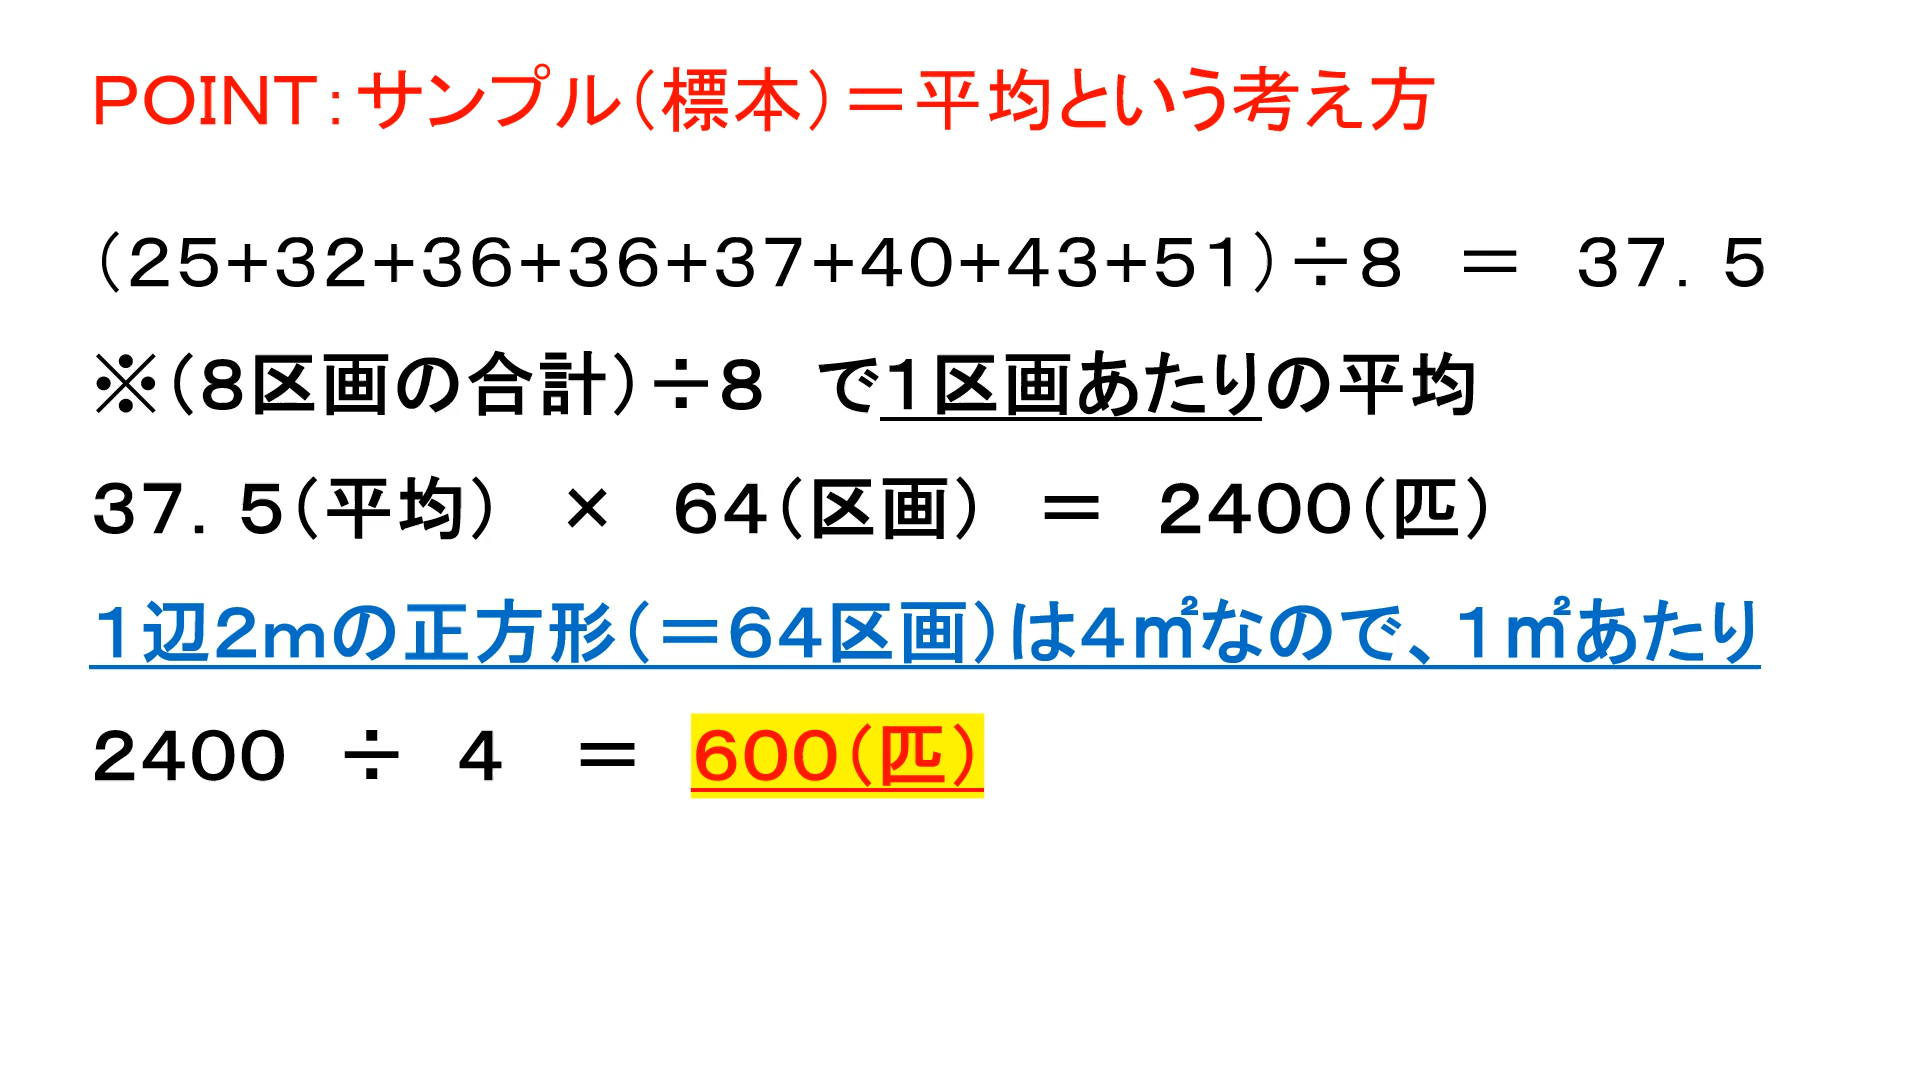 POINT：サンプル（標本）＝平均という考え方
（25+32+36+36+37+40+43+51）÷8　＝　37．5
※（8区画の合計）÷8　で1区画あたりの平均
37．5（平均）　×　64（区画）　＝　2400（匹）
1辺2mの正方形（＝64区画）は4㎡なので、1㎡あたり
2400　÷　4　＝　600（匹）